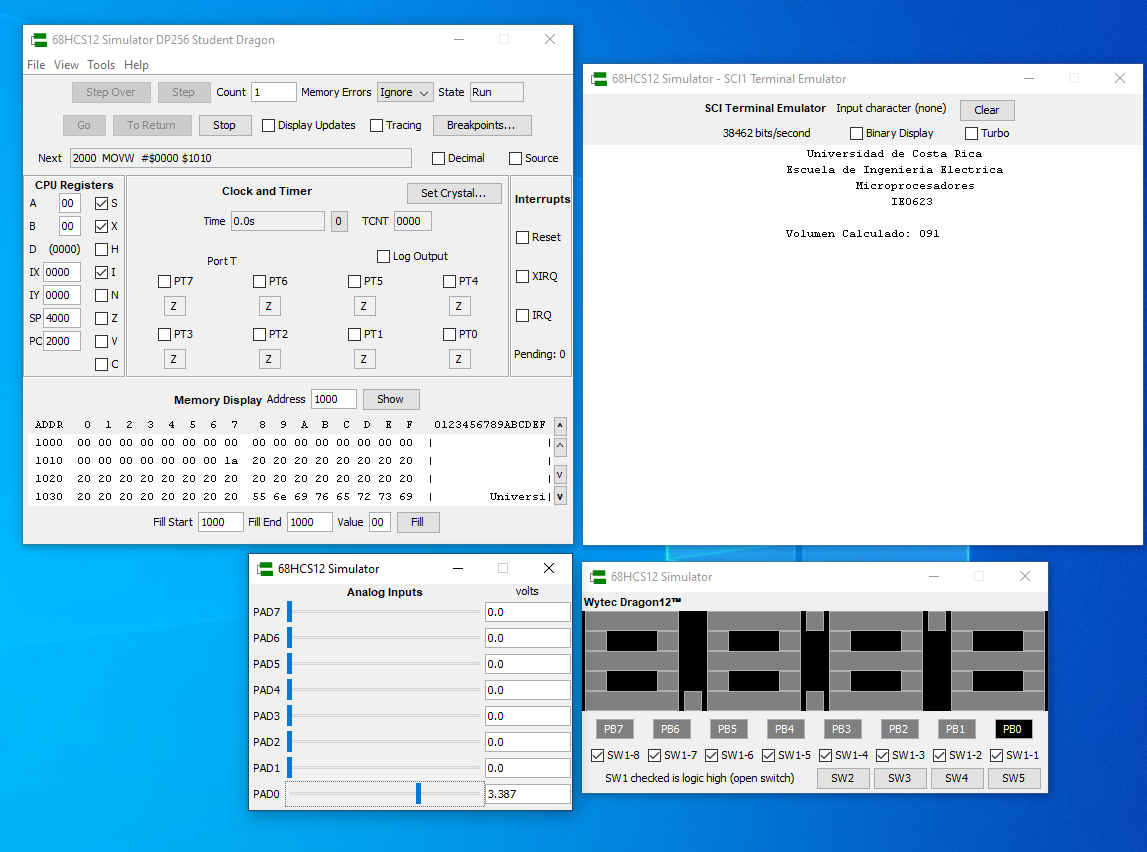 68HCS12 Simulator DP256 Student Dragon
File View Tools Help
Step Over Step Count 1 Memory Errors Ignore State Run
Go To Return Stop Display Updates Tracing Breakpoints...
Next 2000 MOVW #$0000 $1010 Decimal Source
CPU Registers
A 00 S
B 00 X
D (0000) H
IX 0000 I
IY 0000 N
SP 4000 Z
PC 2000 V
C
Clock and Timer Set Crystal...
Time 0.0s 0 TCNT 0000
Port T Log Output
PT7 PT6 PT5 PT4
Z Z Z Z
PT3 PT2 PT1 PT0
Z Z Z Z
Interrupts
Reset
XIRQ
IRQ
Pending: 0
Memory Display Address 1000 Show
ADDR 0 1 2 3 4 5 6 7 8 9 A B C D E F 0123456789ABCDEF ^
1000 00 00 00 00 00 00 00 00 00 00 00 00 00 00 00 00 | | ^
1010 00 00 00 00 00 00 00 1a 20 20 20 20 20 20 20 20 | |
1020 20 20 20 20 20 20 20 20 20 20 20 20 20 20 20 20 | | v
1030 20 20 20 20 20 20 20 20 55 6e 69 76 65 72 73 69 | Universi| v
Fill Start 1000 Fill End 1000 Value 00 Fill
68HCS12 Simulator - SCI1 Terminal Emulator
SCI Terminal Emulator Input character (none) Clear
38462 bits/second Binary Display Turbo
Universidad de Costa Rica
Escuela de Ingenieria Electrica
Microprocesadores
IE0623
Volumen Calculado: 091
68HCS12 Simulator
Analog Inputs volts
PAD7 0.0
PAD6 0.0
PAD5 0.0
PAD4 0.0
PAD3 0.0
PAD2 0.0
PAD1 0.0
PAD0 3.387
68HCS12 Simulator
Wytec Dragon12™
PB7 PB6 PB5 PB4 PB3 PB2 PB1 PB0
SW1-8 SW1-7 SW1-6 SW1-5 SW1-4 SW1-3 SW1-2 SW1-1
SW1 checked is logic high (open switch) SW2 SW3 SW4 SW5